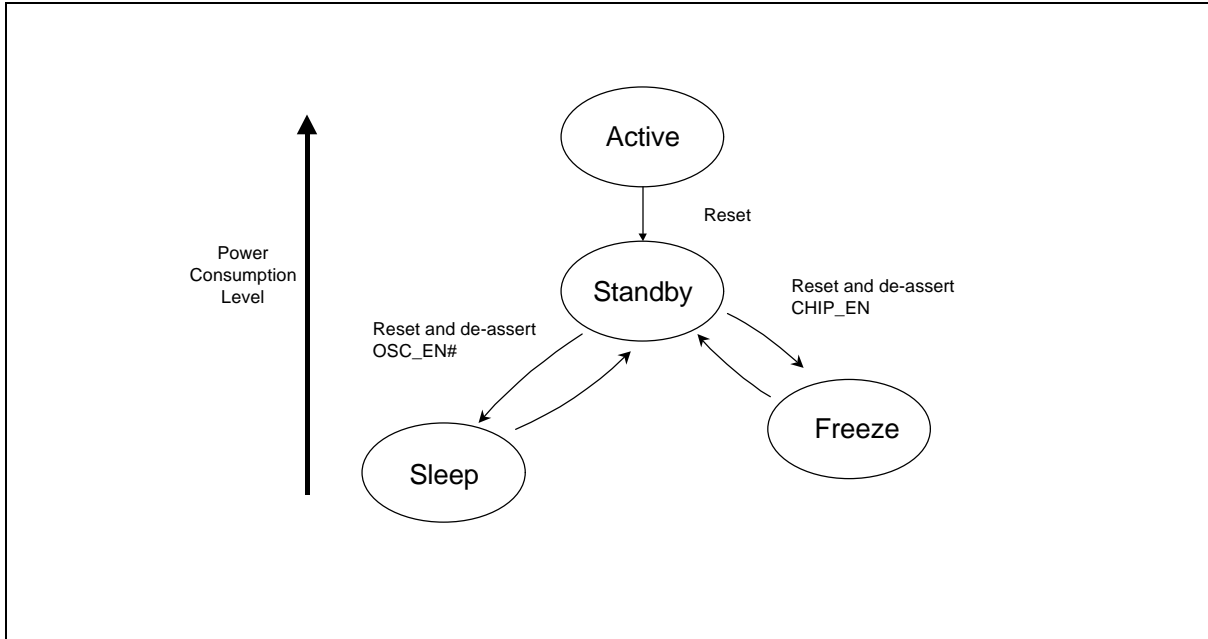 Active
Reset
Power
Consumption
Level
Standby
Reset and de-assert
CHIP_EN
Reset and de-assert
OSC_EN#
Freeze
Sleep